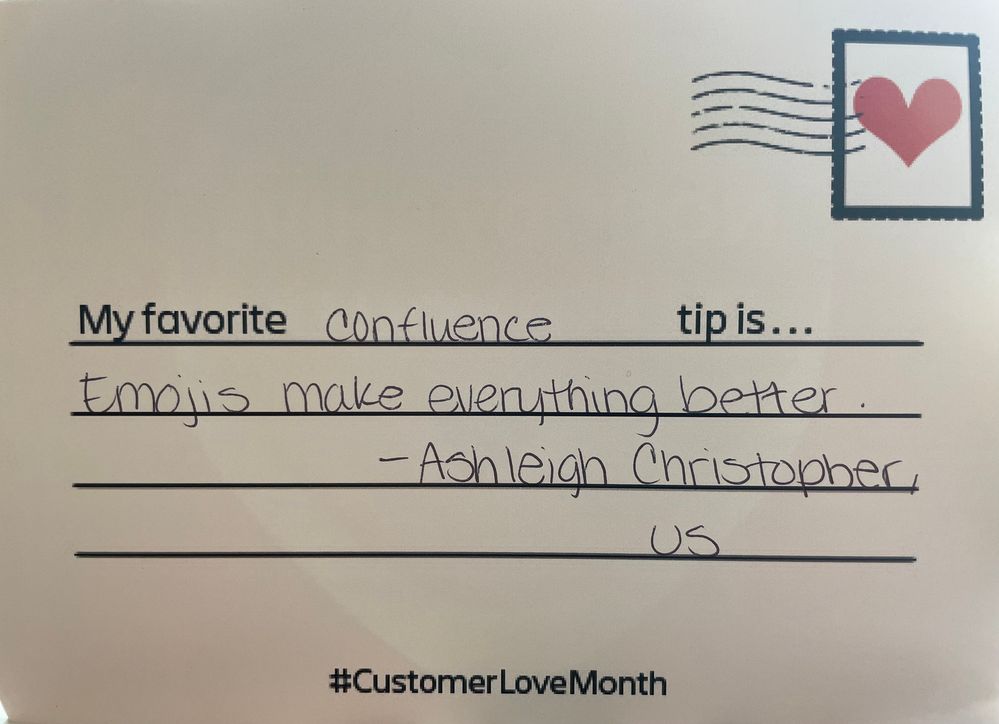 My favorite confluence tip is...
Emojis make everything better.
- Ashleigh Christopher,
US
#CustomerLoveMonth